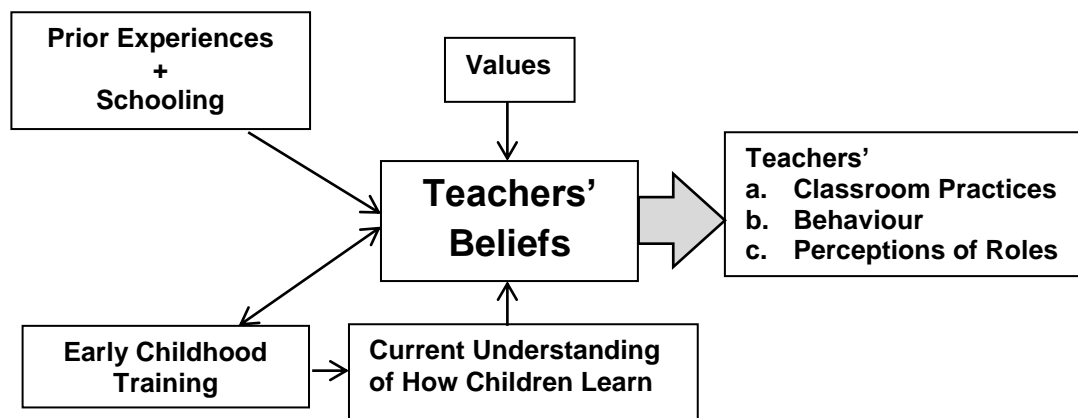 Prior Experiences
+
Schooling
Values
Teachers’
Beliefs
Teachers’
a. Classroom Practices
b. Behaviour
c. Perceptions of Roles
Early Childhood
Training
Current Understanding
of How Children Learn